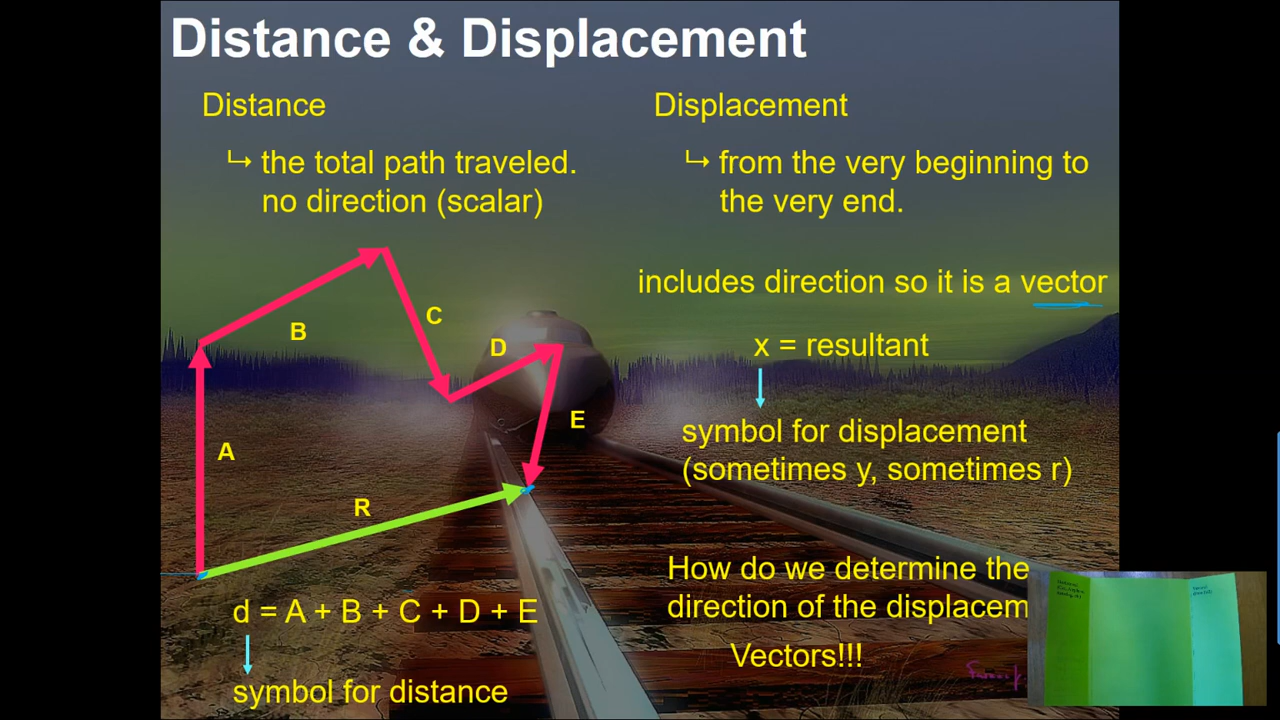 Distance & Displacement
Distance
↳ the total path traveled.
no direction (scalar)
B
C
D
A
E
R
d = A + B + C + D + E
symbol for distance
Displacement
↳ from the very beginning to
the very end.
includes direction so it is a vector
x = resultant
symbol for displacement
(sometimes y, sometimes r)
How do we determine the
direction of the displacem
Vectors!!!